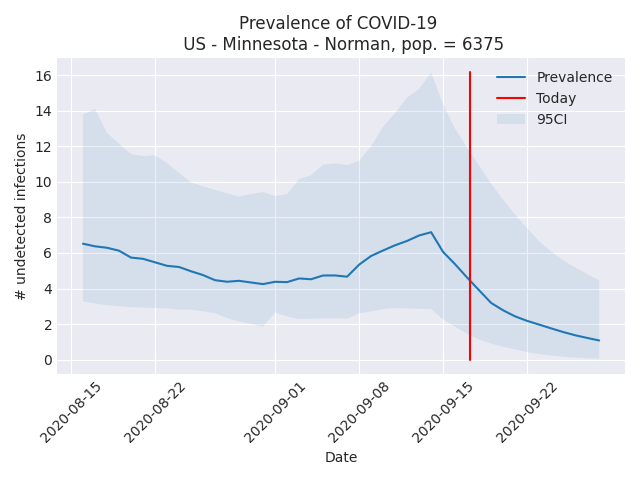 Prevalence of COVID-19
US - Minnesota - Norman, pop. = 6375
Prevalence
Today
95CI
# undetected infections
16
14
12
10
8
6
4
2
0
2020-08-15
2020-08-22
2020-09-01
2020-09-08
2020-09-15
2020-09-22
Date